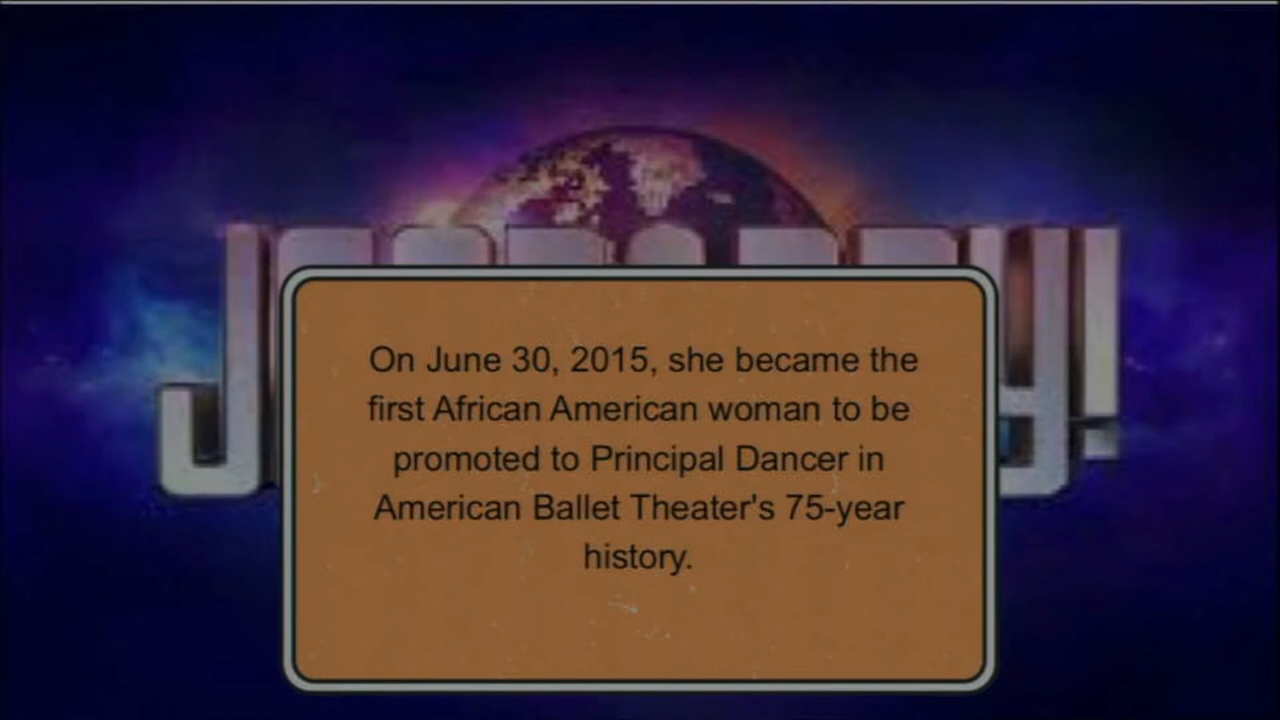 JEOPARDY!
On June 30, 2015, she became the
first African American woman to be
promoted to Principal Dancer in
American Ballet Theater's 75-year
history.